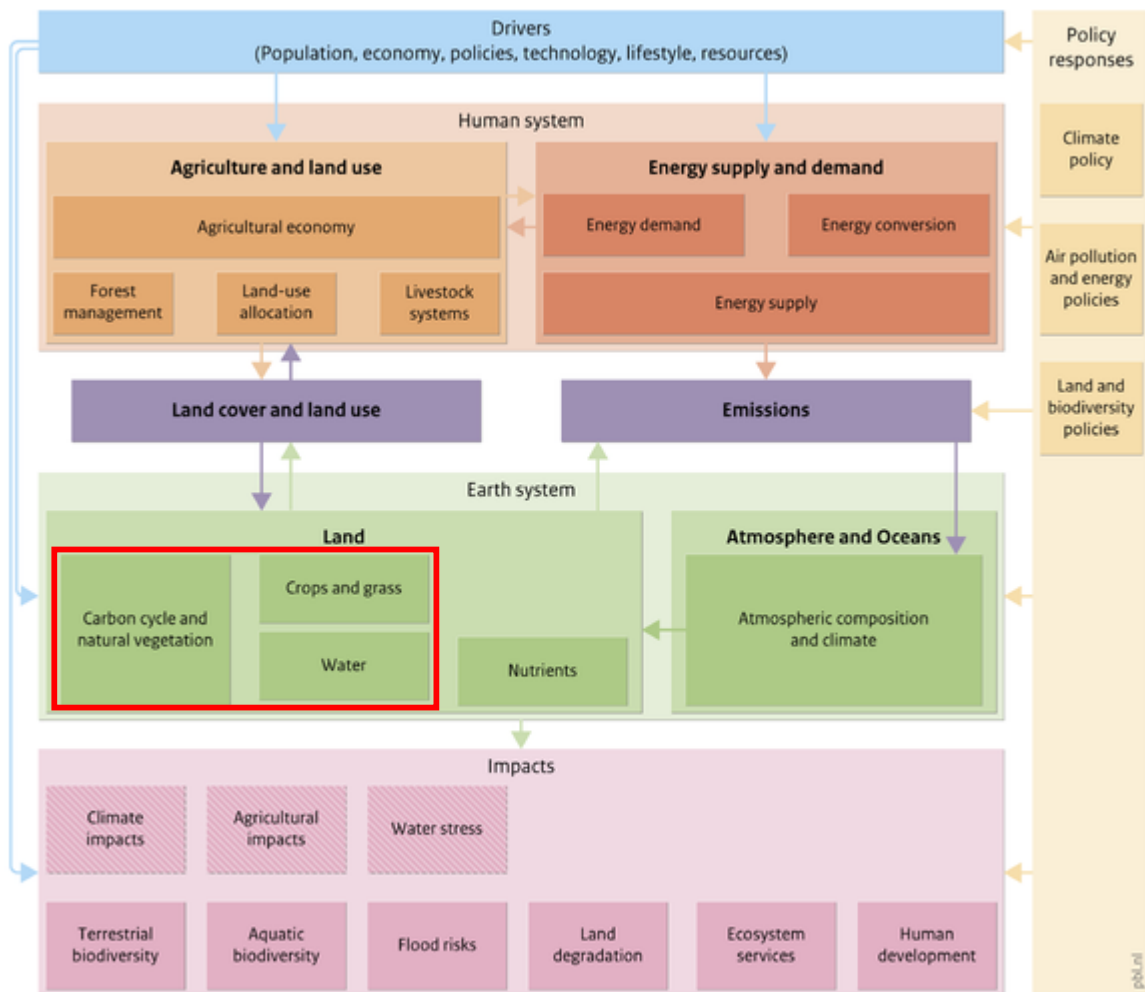 Drivers
(Population, economy, policies, technology, lifestyle, resources)
Policy
responses
Human system
Agriculture and land use
Agricultural economy
Forest
management
Land-use
allocation
Livestock
systems
Energy supply and demand
Energy demand
Energy conversion
Energy supply
Climate
policy
Air pollution
and energy
policies
Land and
biodiversity
policies
Land cover and land use
Emissions
Earth system
Land
Carbon cycle and
natural vegetation
Crops and grass
Water
Nutrients
Atmosphere and Oceans
Atmospheric composition
and climate
Impacts
Climate
impacts
Agricultural
impacts
Water stress
Terrestrial
biodiversity
Aquatic
biodiversity
Flood risks
Land
degradation
Ecosystem
services
Human
development
pbl.nl